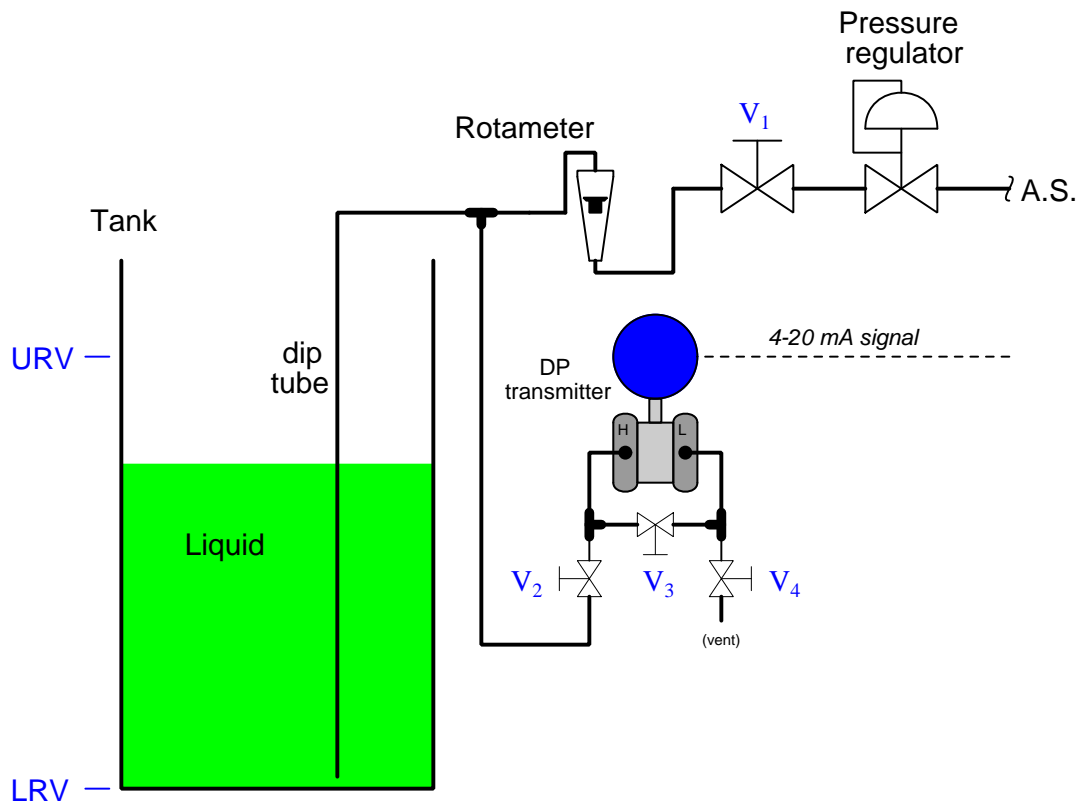 Pressure
regulator
V₁
Rotameter
A.S.
Tank
URV
dip
tube
4-20 mA signal
DP
transmitter
H
L
Liquid
V₂
V₃
V₄
(vent)
LRV